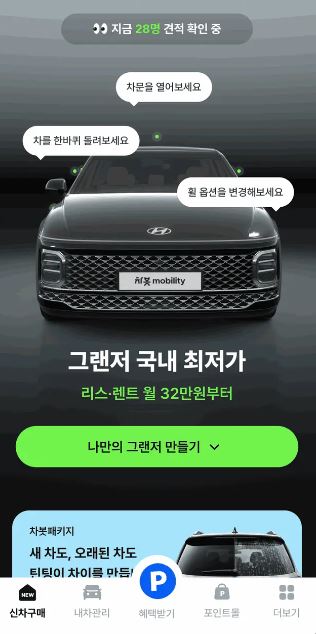 👀 지금 28명 견적 확인 중
차문을 열어보세요
차를 한바퀴 돌려보세요
휠 옵션을 변경해보세요
차봇 mobility
그랜저 국내 최저가
리스·렌트 월 32만원부터
나만의 그랜저 만들기
차봇패키지
새 차도, 오래된 차도
틴팅이 차이를 만듭니
NEW
P
P
신차구매
내차관리
혜택받기
포인트몰
더보기